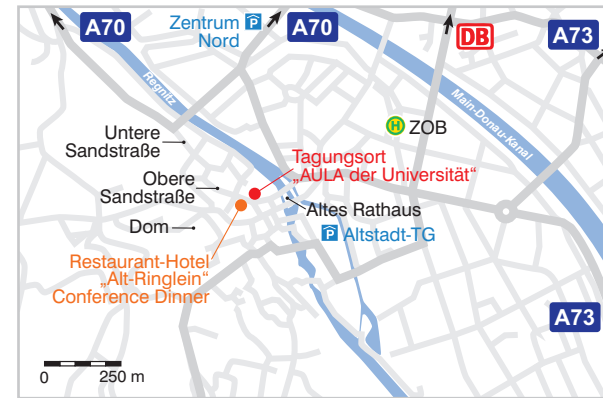 A70
Zentrum P
Nord
A70
DB
A73
Regnitz
Main-Donau-Kanal
H ZOB
Untere
Sandstraße
Tagungsort
„AULA der Universität“
Obere
Sandstraße
Altes Rathaus
Dom
P Altstadt-TG
Restaurant-Hotel
„Alt-Ringlein“
Conference Dinner
A73
0 250 m